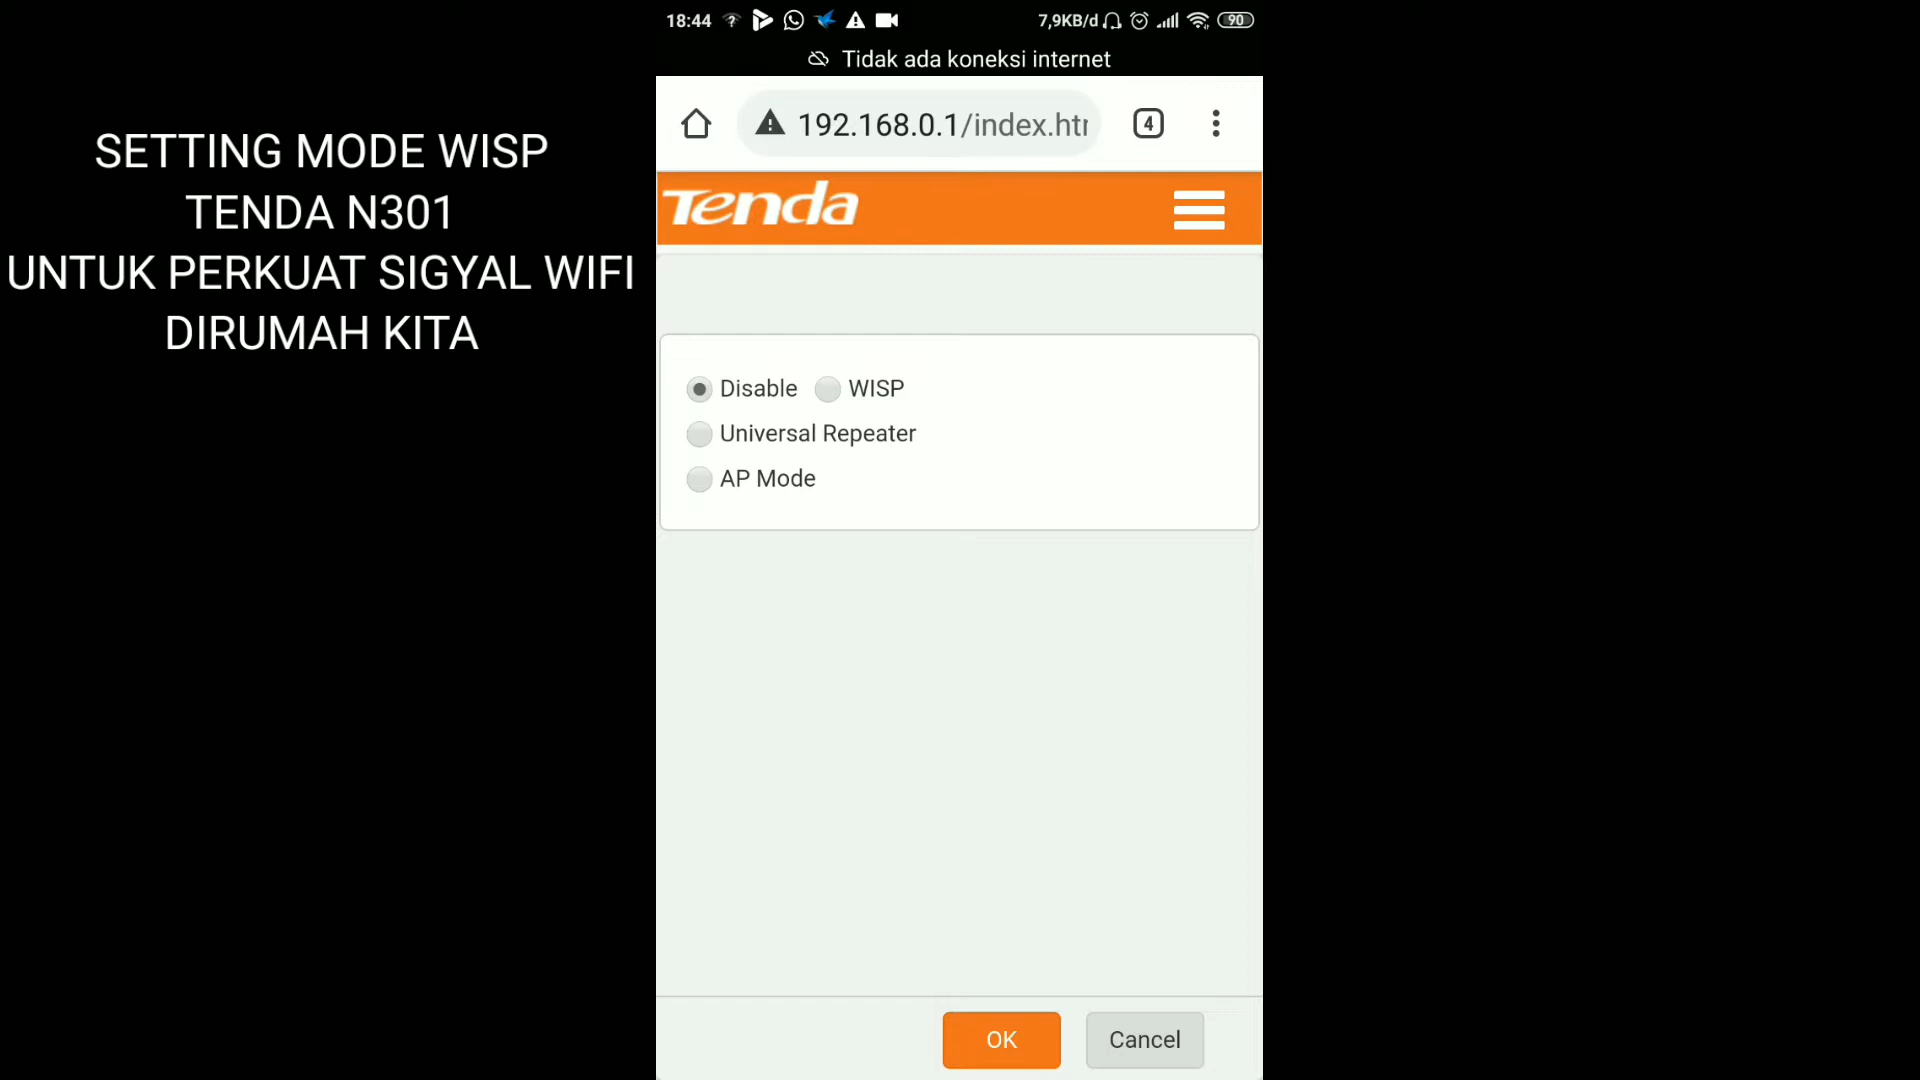 18:44 7,9KB/d 90
Tidak ada koneksi internet
192.168.0.1/index.htm
4
Tenda
SETTING MODE WISP
TENDA N301
UNTUK PERKUAT SIGYAL WIFI
DIRUMAH KITA
Disable WISP
Universal Repeater
AP Mode
OK Cancel